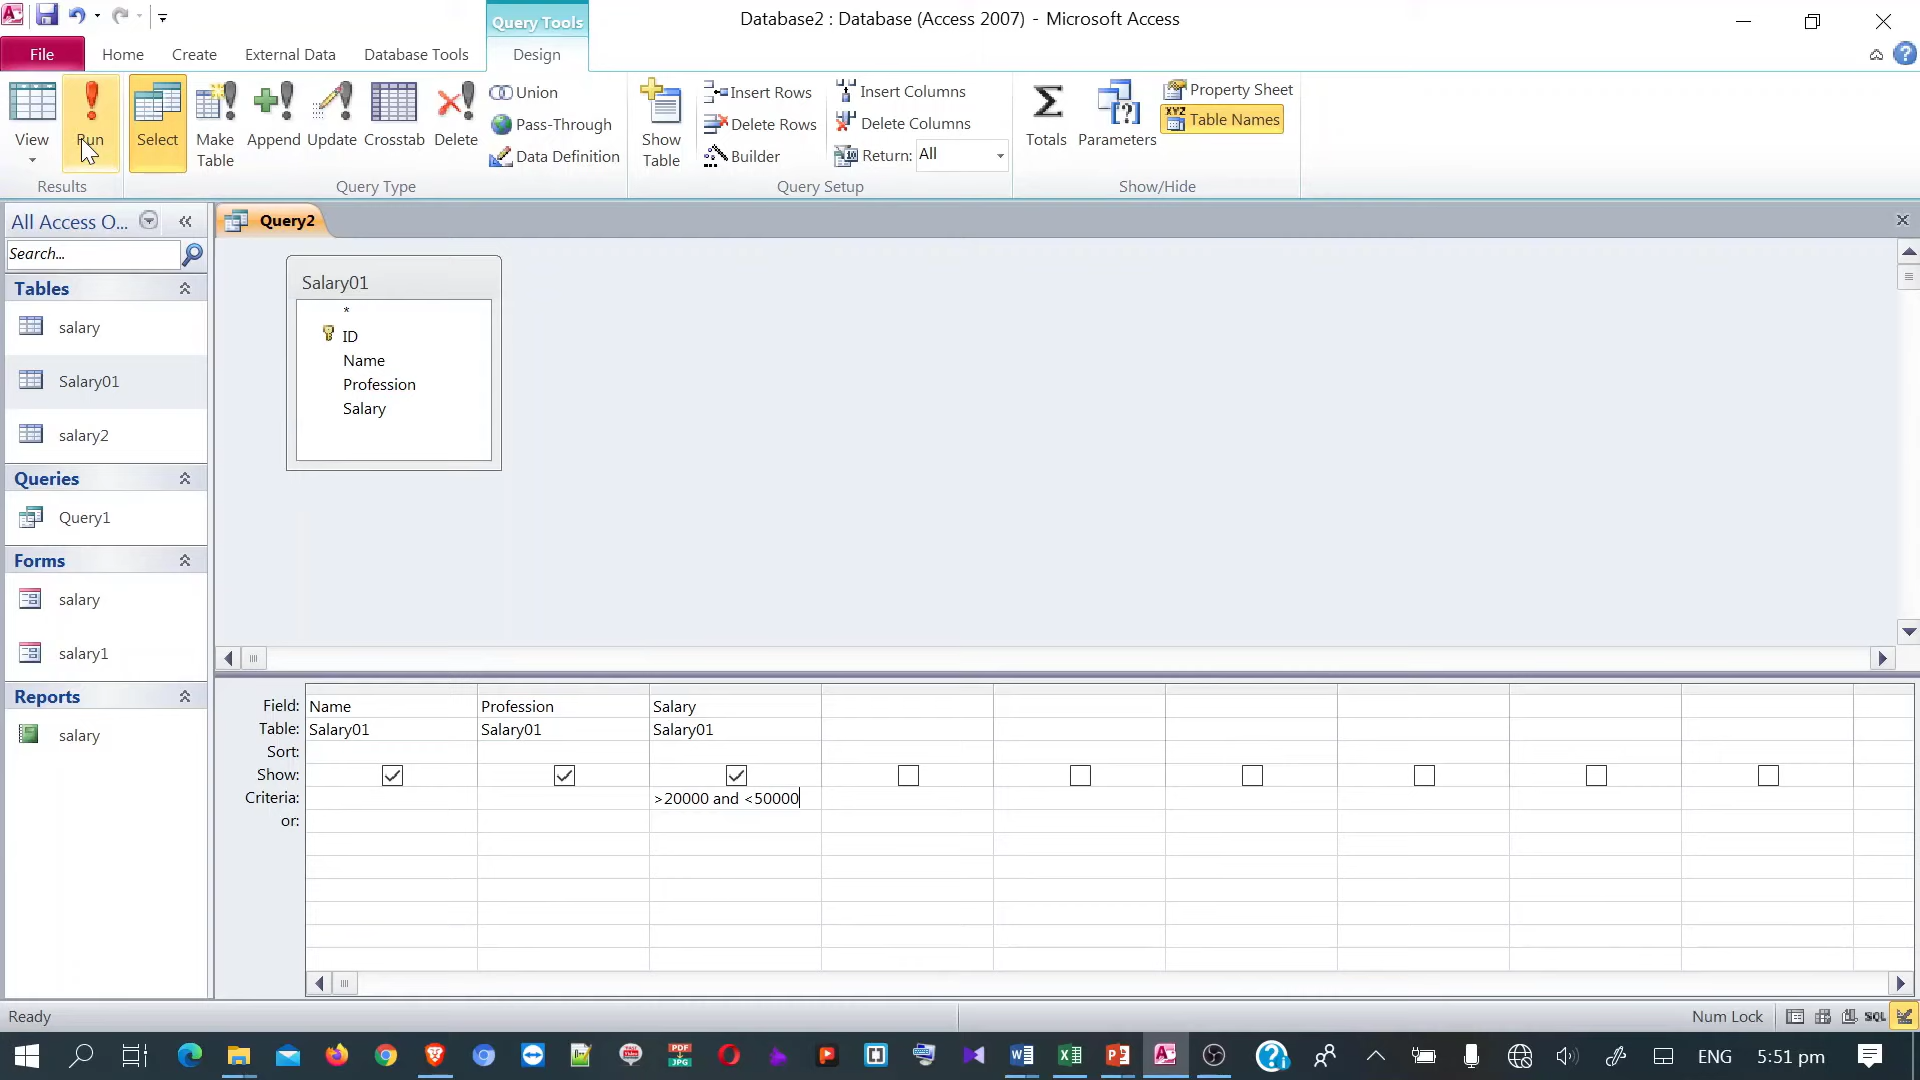 Query Tools
Database2 : Database (Access 2007) - Microsoft Access
File
Home
Create
External Data
Database Tools
Design
View
Run
Select
Make
Table
Append
Update
Crosstab
Delete
Union
Pass-Through
Data Definition
Show
Table
Insert Rows
Delete Rows
Builder
Insert Columns
Delete Columns
Return: All
Totals
Parameters
Property Sheet
Table Names
Results
Query Type
Query Setup
Show/Hide
All Access O...
Query2
Search...
Tables
salary
Salary01
salary2
Queries
Query1
Forms
salary
salary1
Reports
salary
Salary01
*
ID
Name
Profession
Salary
Field: Name Profession Salary
Table: Salary01 Salary01 Salary01
Sort:
Show:
Criteria: >20000 and <50000
or:
Ready
Num Lock
SQL
ENG
5:51 pm